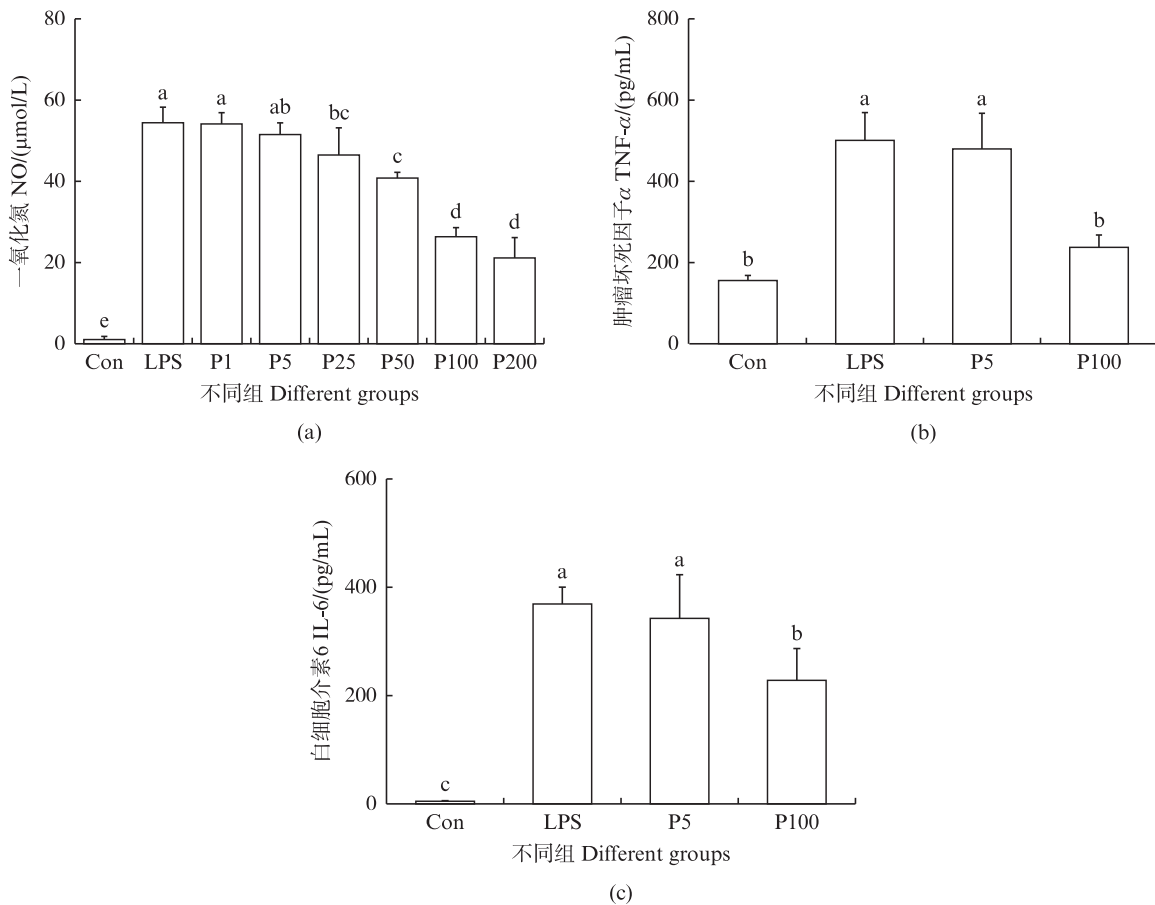 80
60
40
20
0
一氧化氮 NO/(μmol/L)
e
a
a
ab
bc
c
d
d
Con LPS P1 P5 P25 P50 P100 P200
不同组 Different groups
(a)
800
600
400
200
0
肿瘤坏死因子α TNF-α/(pg/mL)
b
a
a
b
Con LPS P5 P100
不同组 Different groups
(b)
600
400
200
0
白细胞介素6 IL-6/(pg/mL)
c
a
a
b
Con LPS P5 P100
不同组 Different groups
(c)